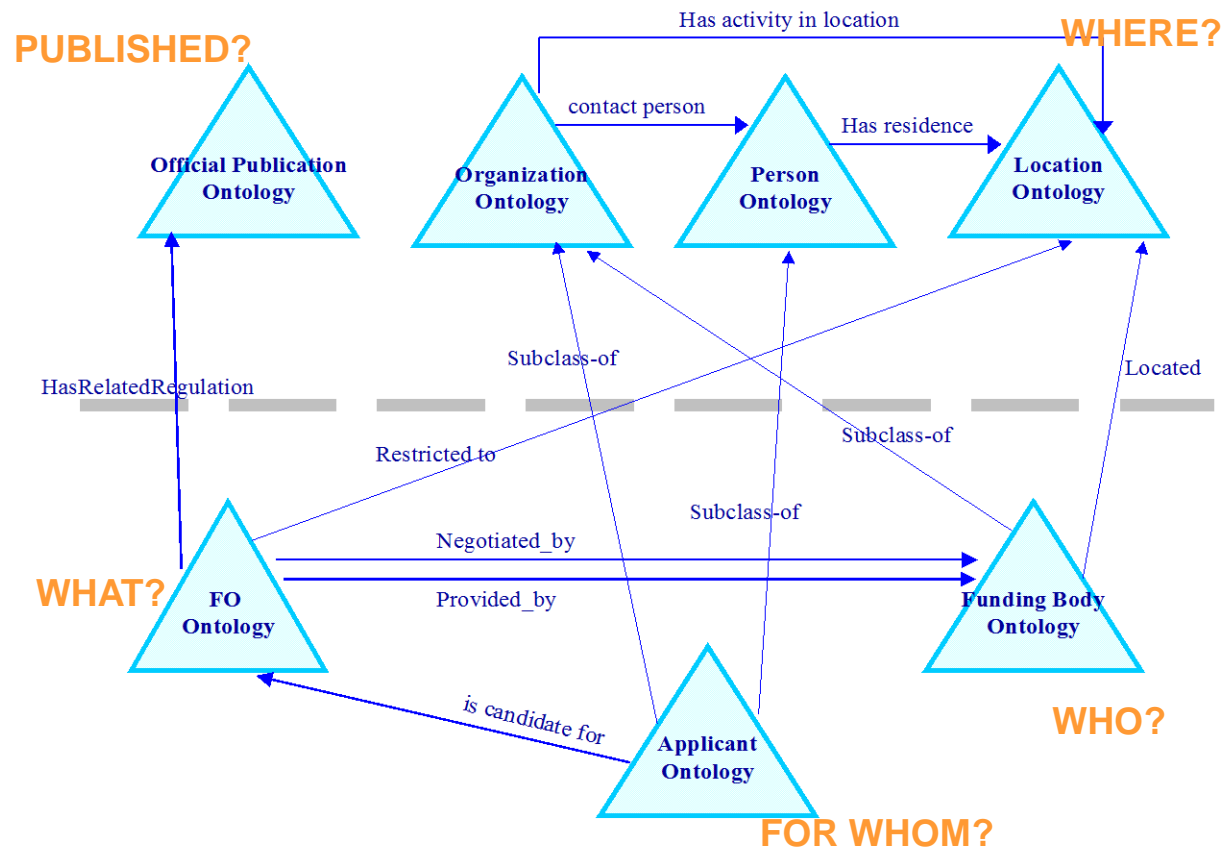 Has activity in location
PUBLISHED?
WHERE?
contact person
Has residence
Official Publication
Ontology
Organization
Ontology
Person
Ontology
Location
Ontology
Subclass-of
Located
HasRelatedRegulation
Subclass-of
Restricted to
Subclass-of
Negotiated_by
WHAT?
FO
Ontology
Provided_by
Funding Body
Ontology
is candidate for
WHO?
Applicant
Ontology
FOR WHOM?